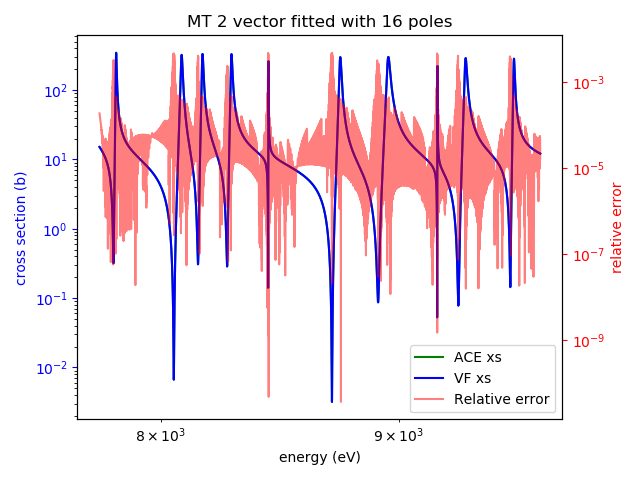 MT 2 vector fitted with 16 poles
cross section (b)
10²
10¹
10⁰
10⁻¹
10⁻²
10⁻³
10⁻⁵
10⁻⁷
10⁻⁹
relative error
ACE xs
VF xs
Relative error
8 × 10³
9 × 10³
energy (eV)